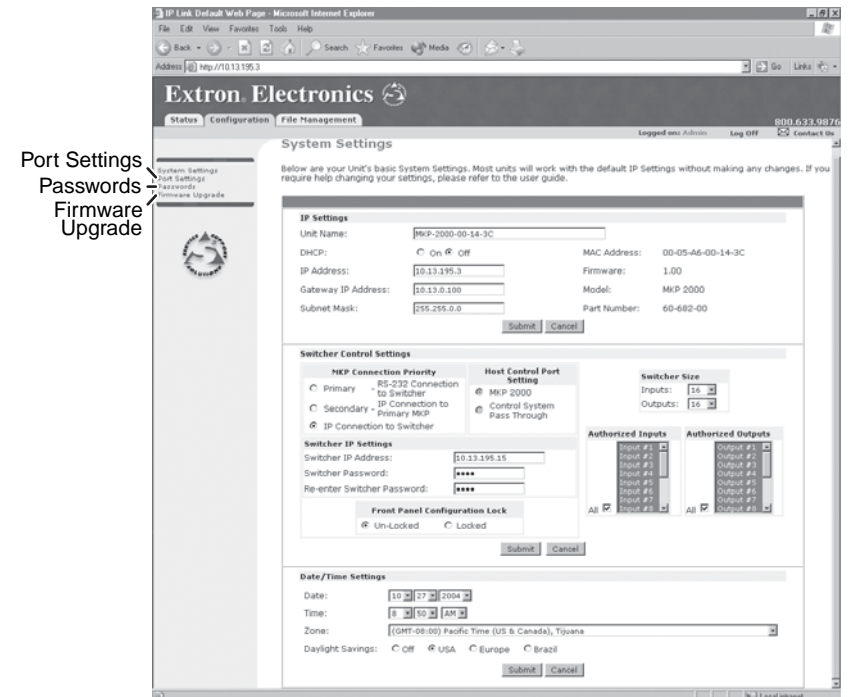 IP Link Default Web Page - Microsoft Internet Explorer
File Edit View Favorites Tools Help
Back Search Favorites Media
Address http://10.13.195.3 Go Links
Extron Electronics
Status Configuration File Management
800.633.9876
Logged on: Admin Log Off Contact Us
Port Settings
Passwords
Firmware
Upgrade
System Settings
Port Settings
Passwords
Firmware Upgrade
System Settings
Below are your Unit's basic System Settings. Most units will work with the default IP Settings without making any changes. If you
require help changing your settings, please refer to the user guide.
IP Settings
Unit Name: MKP-2000-00-14-3C
DHCP: On Off MAC Address: 00-05-A6-00-14-3C
IP Address: 10.13.195.3 Firmware: 1.00
Gateway IP Address: 10.13.0.100 Model: MKP 2000
Subnet Mask: 255.255.0.0 Part Number: 60-682-00
Submit Cancel
Switcher Control Settings
MKP Connection Priority
Primary - RS-232 Connection
to Switcher
Secondary - IP Connection to
Primary MKP
IP Connection to Switcher
Host Control Port
Setting
MKP 2000
Control System
Pass Through
Switcher Size
Inputs: 16
Outputs: 16
Switcher IP Settings
Switcher IP Address: 10.13.195.15
Switcher Password: ••••
Re-enter Switcher Password: ••••
Authorized Inputs
Input #1
Input #2
Input #3
Input #4
Input #5
Input #6
Input #7
All Input #8
Authorized Outputs
Output #1
Output #2
Output #3
Output #4
Output #5
Output #6
Output #7
All Output #8
Front Panel Configuration Lock
Un-Locked Locked
Submit Cancel
Date/Time Settings
Date: 10 27 2004
Time: 8 50 AM
Zone: (GMT-08:00) Pacific Time (US & Canada), Tijuana
Daylight Savings: Off USA Europe Brazil
Submit Cancel
Local intranet